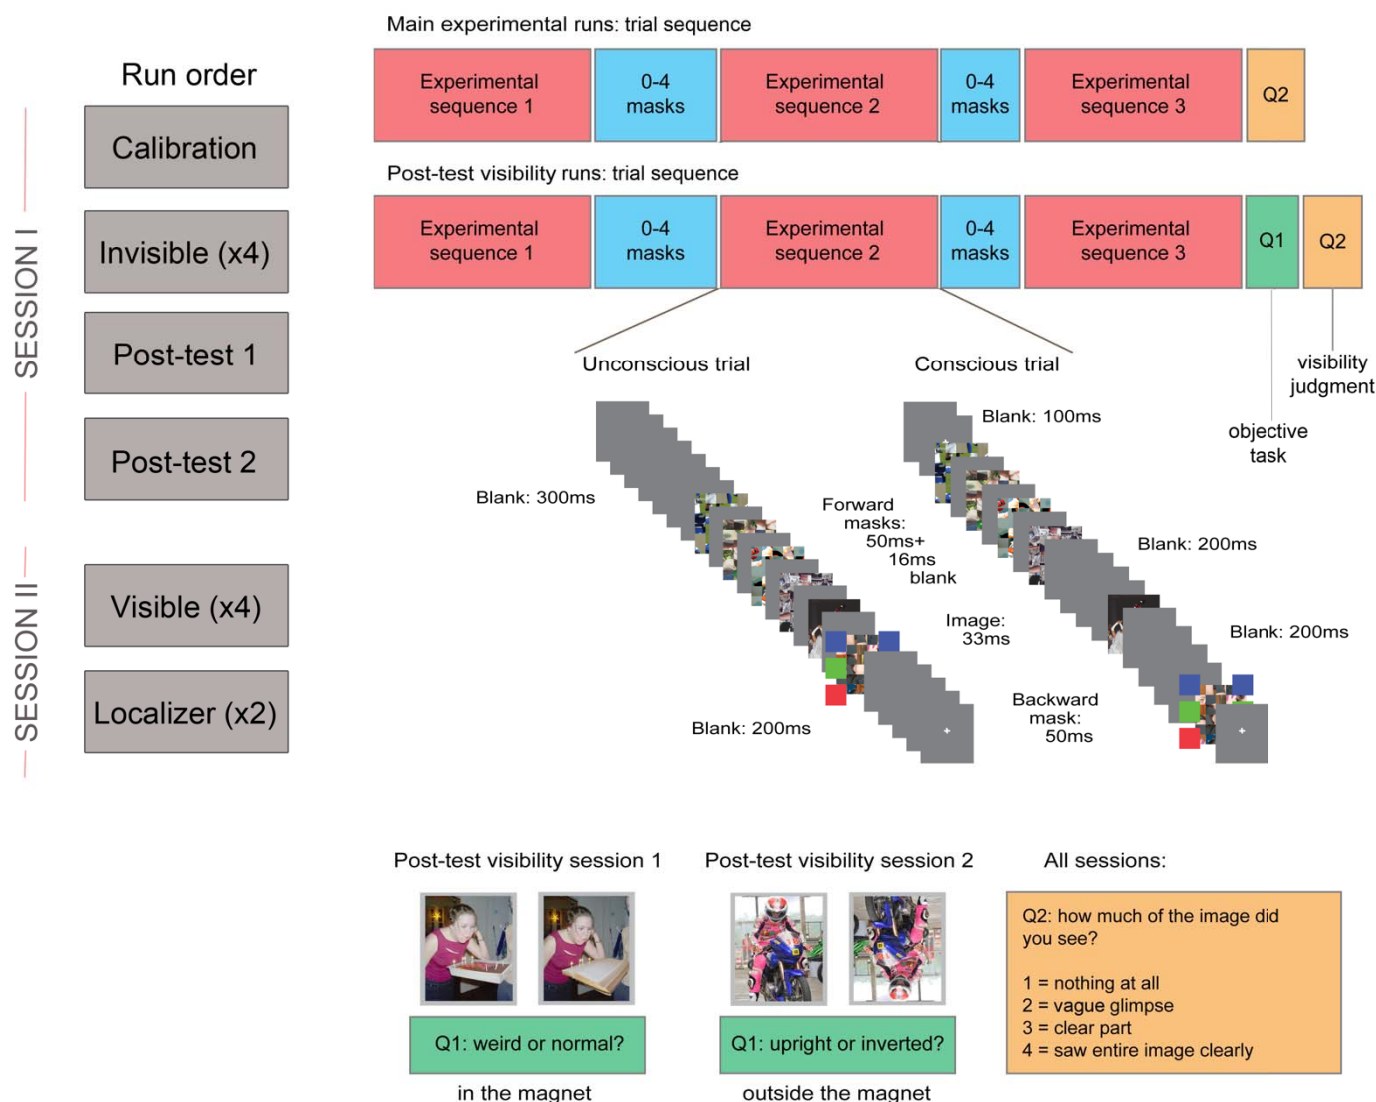 Main experimental runs: trial sequence
Run order
Experimental
sequence 1
0-4
masks
Experimental
sequence 2
0-4
masks
Experimental
sequence 3
Q2
SESSION I
Calibration
Invisible (x4)
Post-test 1
Post-test 2
Post-test visibility runs: trial sequence
Experimental
sequence 1
0-4
masks
Experimental
sequence 2
0-4
masks
Experimental
sequence 3
Q1
Q2
visibility
judgment
objective
task
Unconscious trial
Blank: 300ms
Blank: 200ms
Conscious trial
Blank: 100ms
Forward
masks:
50ms+
16ms
blank
Blank: 200ms
Image:
33ms
Blank: 200ms
Backward
mask:
50ms
SESSION II
Visible (x4)
Localizer (x2)
Post-test visibility session 1
Q1: weird or normal?
in the magnet
Post-test visibility session 2
Q1: upright or inverted?
outside the magnet
All sessions:
Q2: how much of the image did
you see?
1 = nothing at all
2 = vague glimpse
3 = clear part
4 = saw entire image clearly